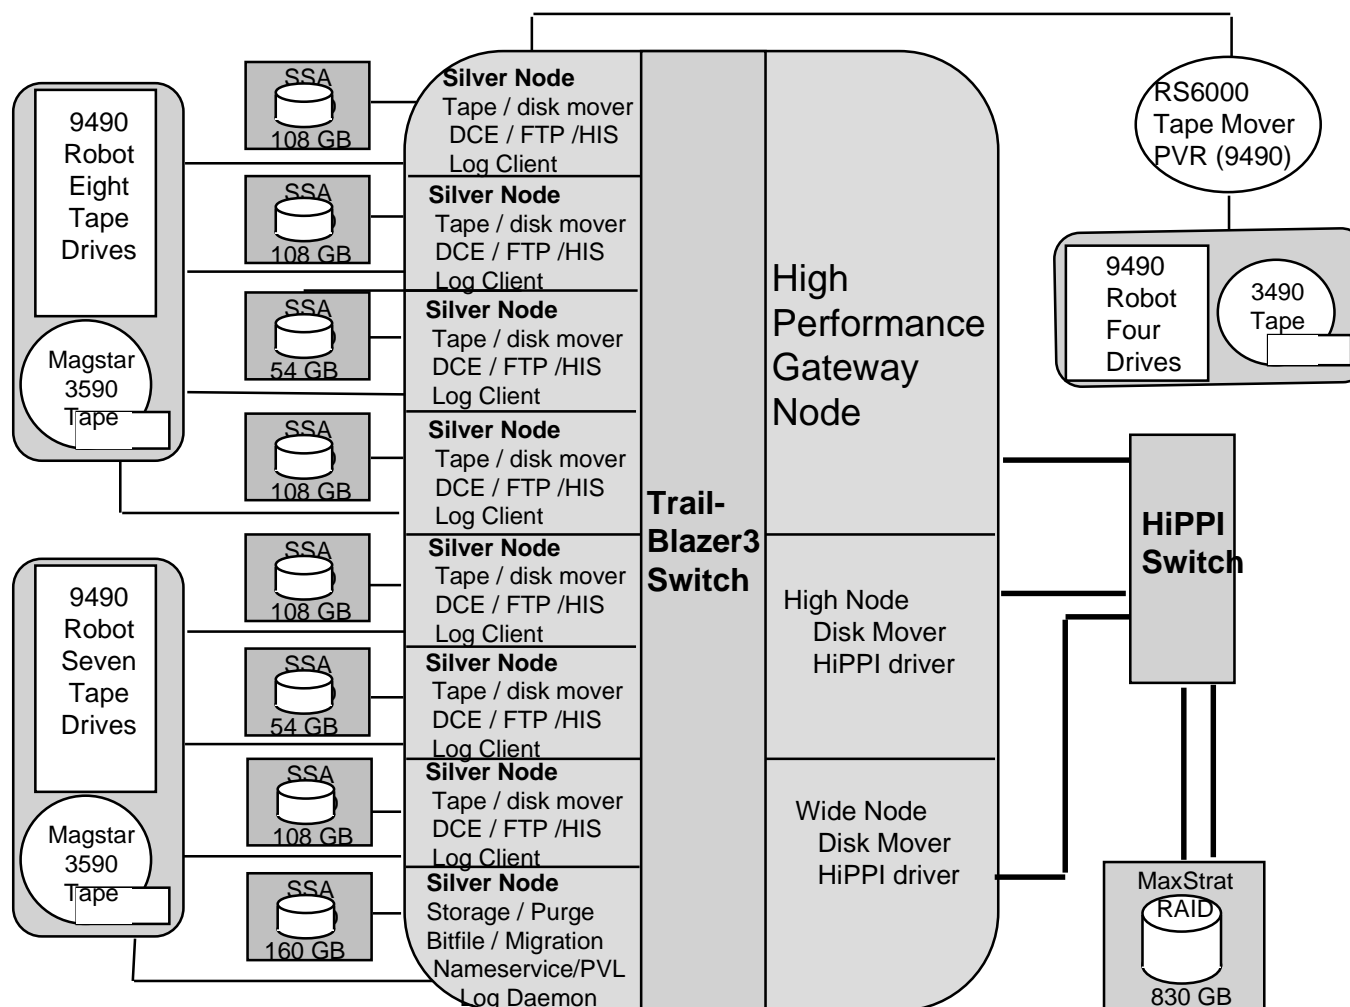 9490
Robot
Eight
Tape
Drives
Magstar
3590
Tape
9490
Robot
Seven
Tape
Drives
Magstar
3590
Tape
SSA
108 GB
SSA
108 GB
SSA
54 GB
SSA
108 GB
SSA
108 GB
SSA
54 GB
SSA
108 GB
SSA
160 GB
Silver Node
Tape / disk mover
DCE / FTP /HIS
Log Client
Silver Node
Tape / disk mover
DCE / FTP /HIS
Log Client
Silver Node
Tape / disk mover
DCE / FTP /HIS
Log Client
Silver Node
Tape / disk mover
DCE / FTP /HIS
Log Client
Silver Node
Tape / disk mover
DCE / FTP /HIS
Log Client
Silver Node
Tape / disk mover
DCE / FTP /HIS
Log Client
Silver Node
Tape / disk mover
DCE / FTP /HIS
Log Client
Silver Node
Storage / Purge
Bitfile / Migration
Nameservice/PVL
Log Daemon
Trail-
Blazer3
Switch
High
Performance
Gateway
Node
High Node
Disk Mover
HiPPI driver
Wide Node
Disk Mover
HiPPI driver
RS6000
Tape Mover
PVR (9490)
9490
Robot
Four
Drives
3490
Tape
HiPPI
Switch
MaxStrat
RAID
830 GB